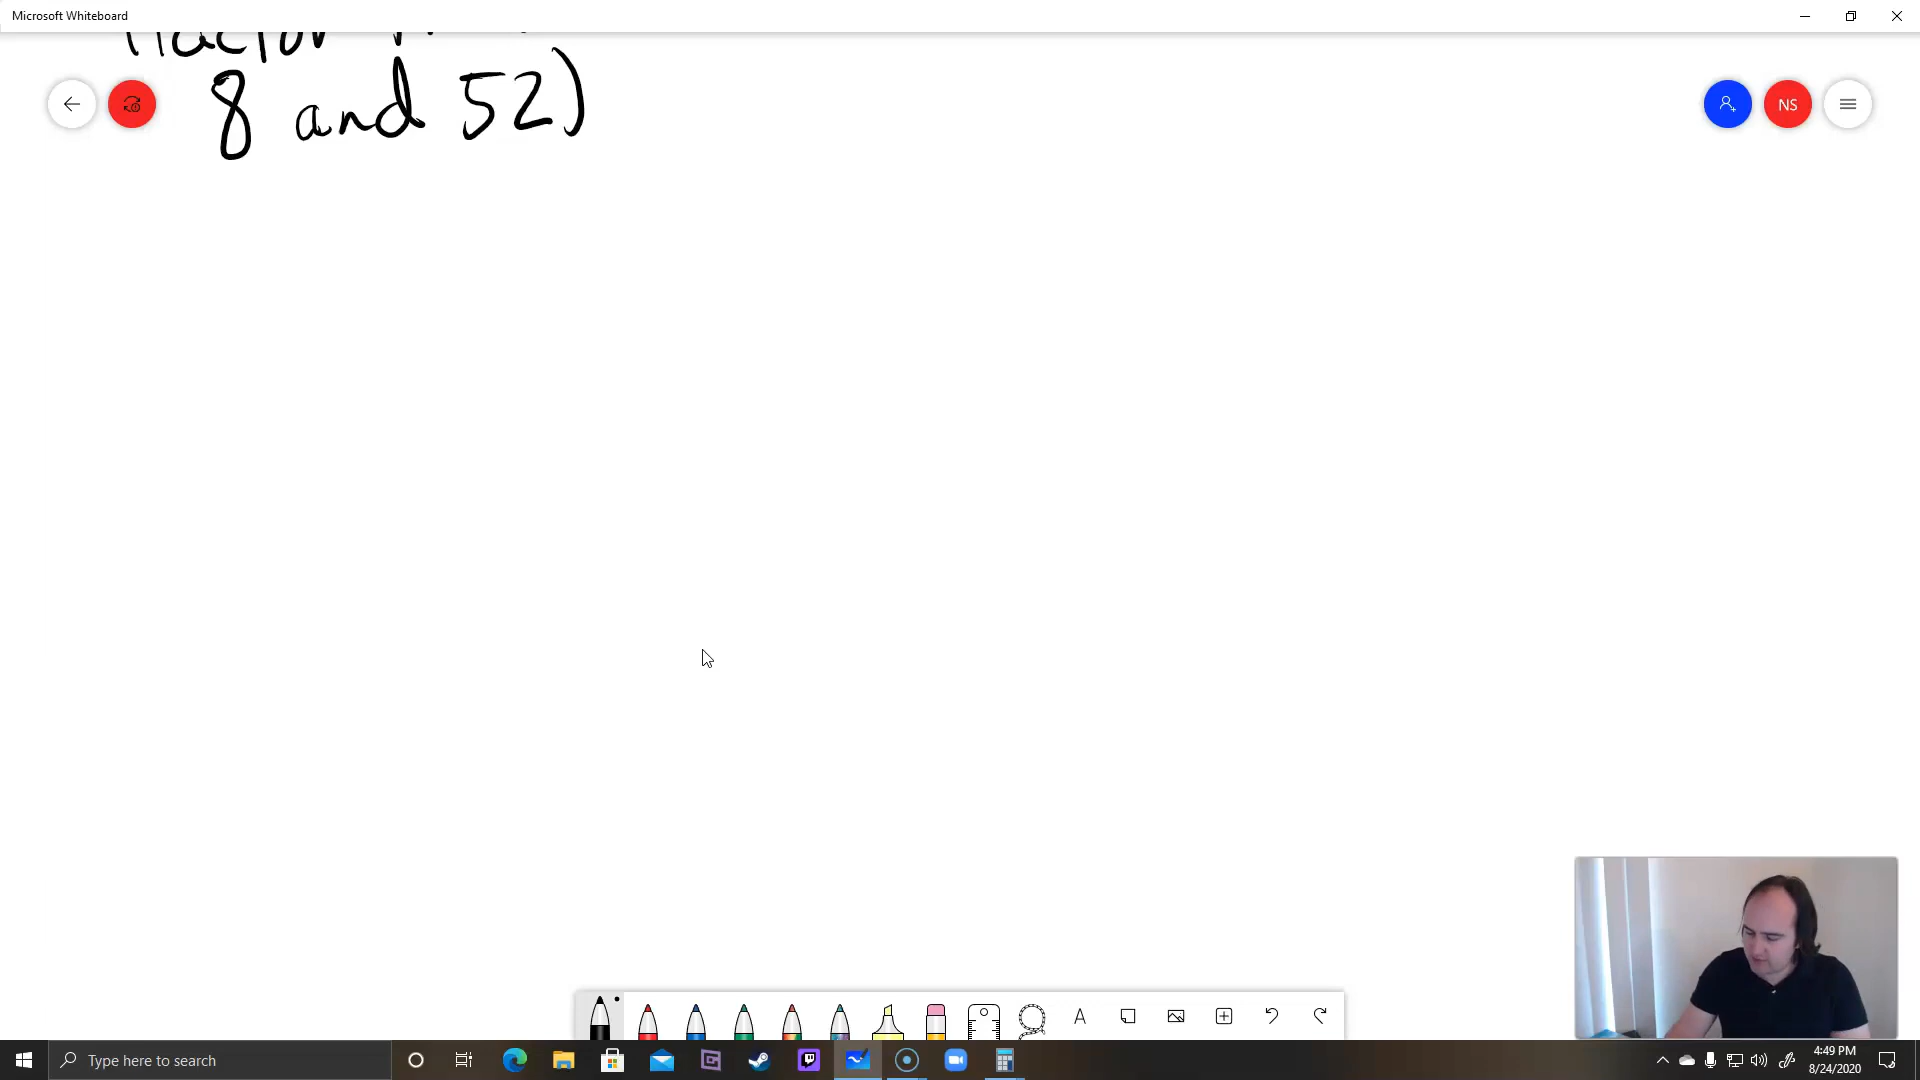 Microsoft Whiteboard
8 and 52)
NS
A
Type here to search
4:49 PM
8/24/2020